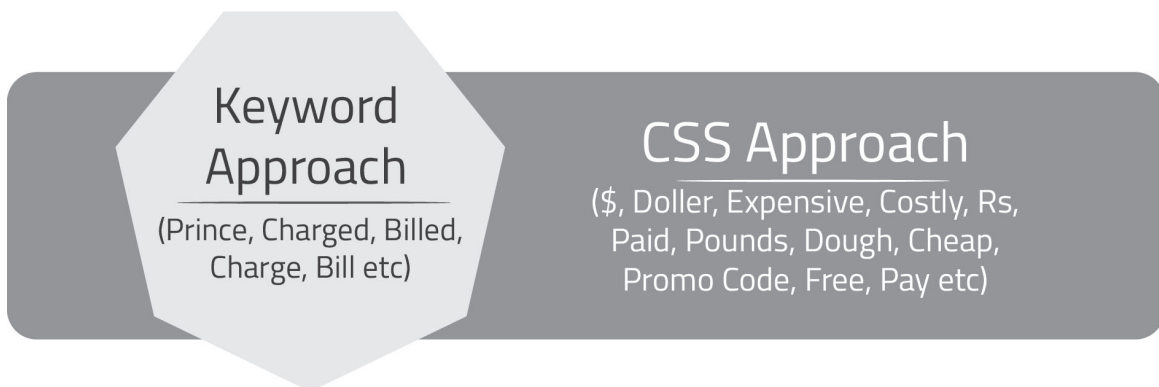 Keyword
Approach
(Prince, Charged, Billed,
Charge, Bill etc)
CSS Approach
($, Doller, Expensive, Costly, Rs,
Paid, Pounds, Dough, Cheap,
Promo Code, Free, Pay etc)